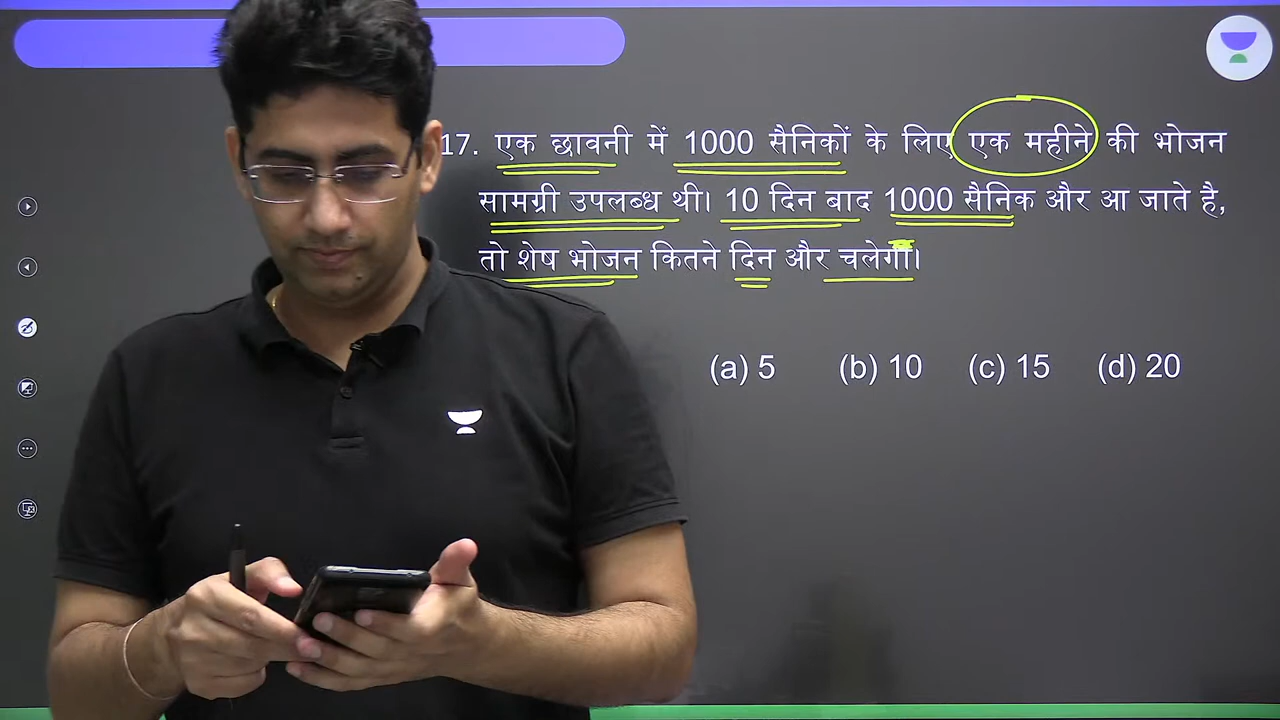 17. एक छावनी में 1000 सैनिकों के लिए एक महीने की भोजन
सामग्री उपलब्ध थी। 10 दिन बाद 1000 सैनिक और आ जाते है,
तो शेष भोजन कितने दिन और चलेगी।
(a) 5 (b) 10 (c) 15 (d) 20